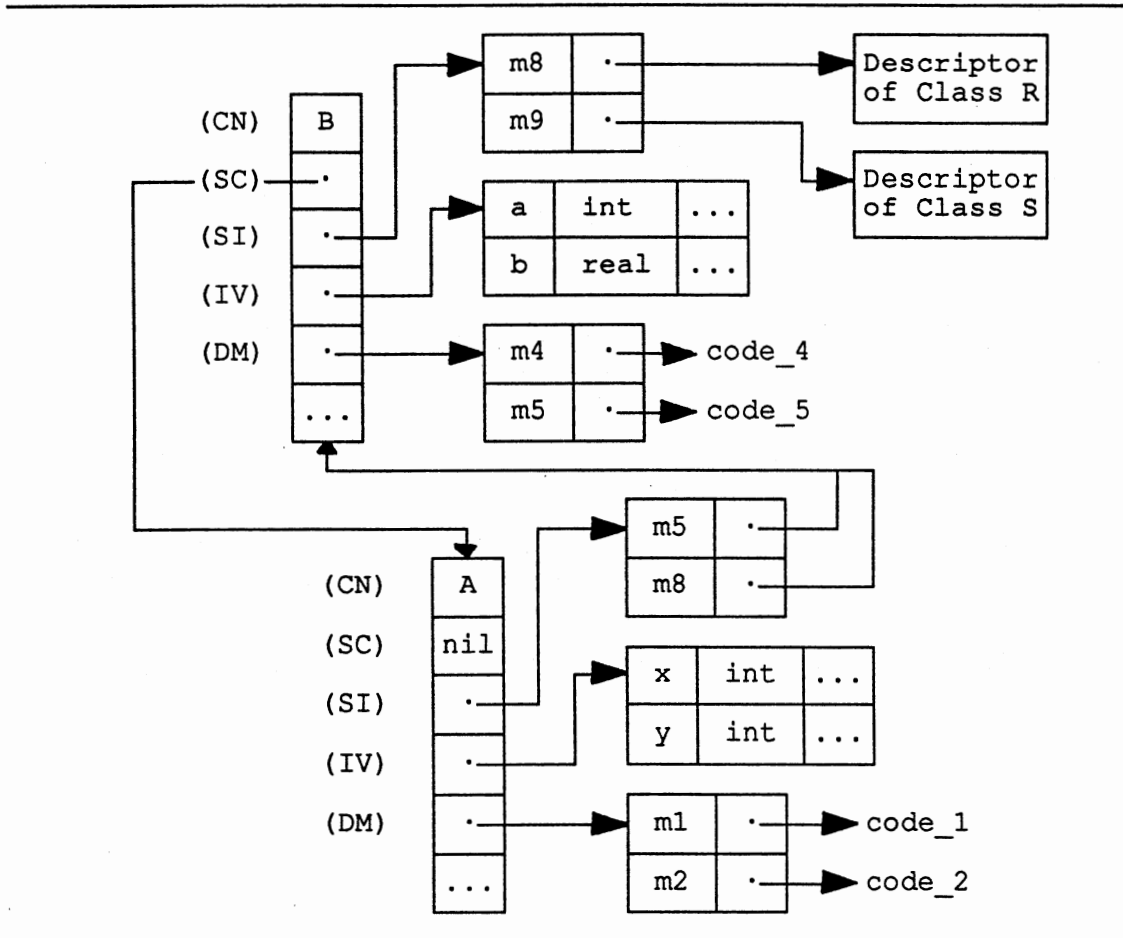 m8 Descriptor
of Class R
(CN) B m9
(SC) Descriptor
of Class S
a int ...
(SI)
b real ...
(IV)
(DM) m4 code_4
... m5 code_5
m5
(CN) A m8
(SC) nil
x int ...
(SI)
y int ...
(IV)
(DM) m1 code_1
... m2 code_2